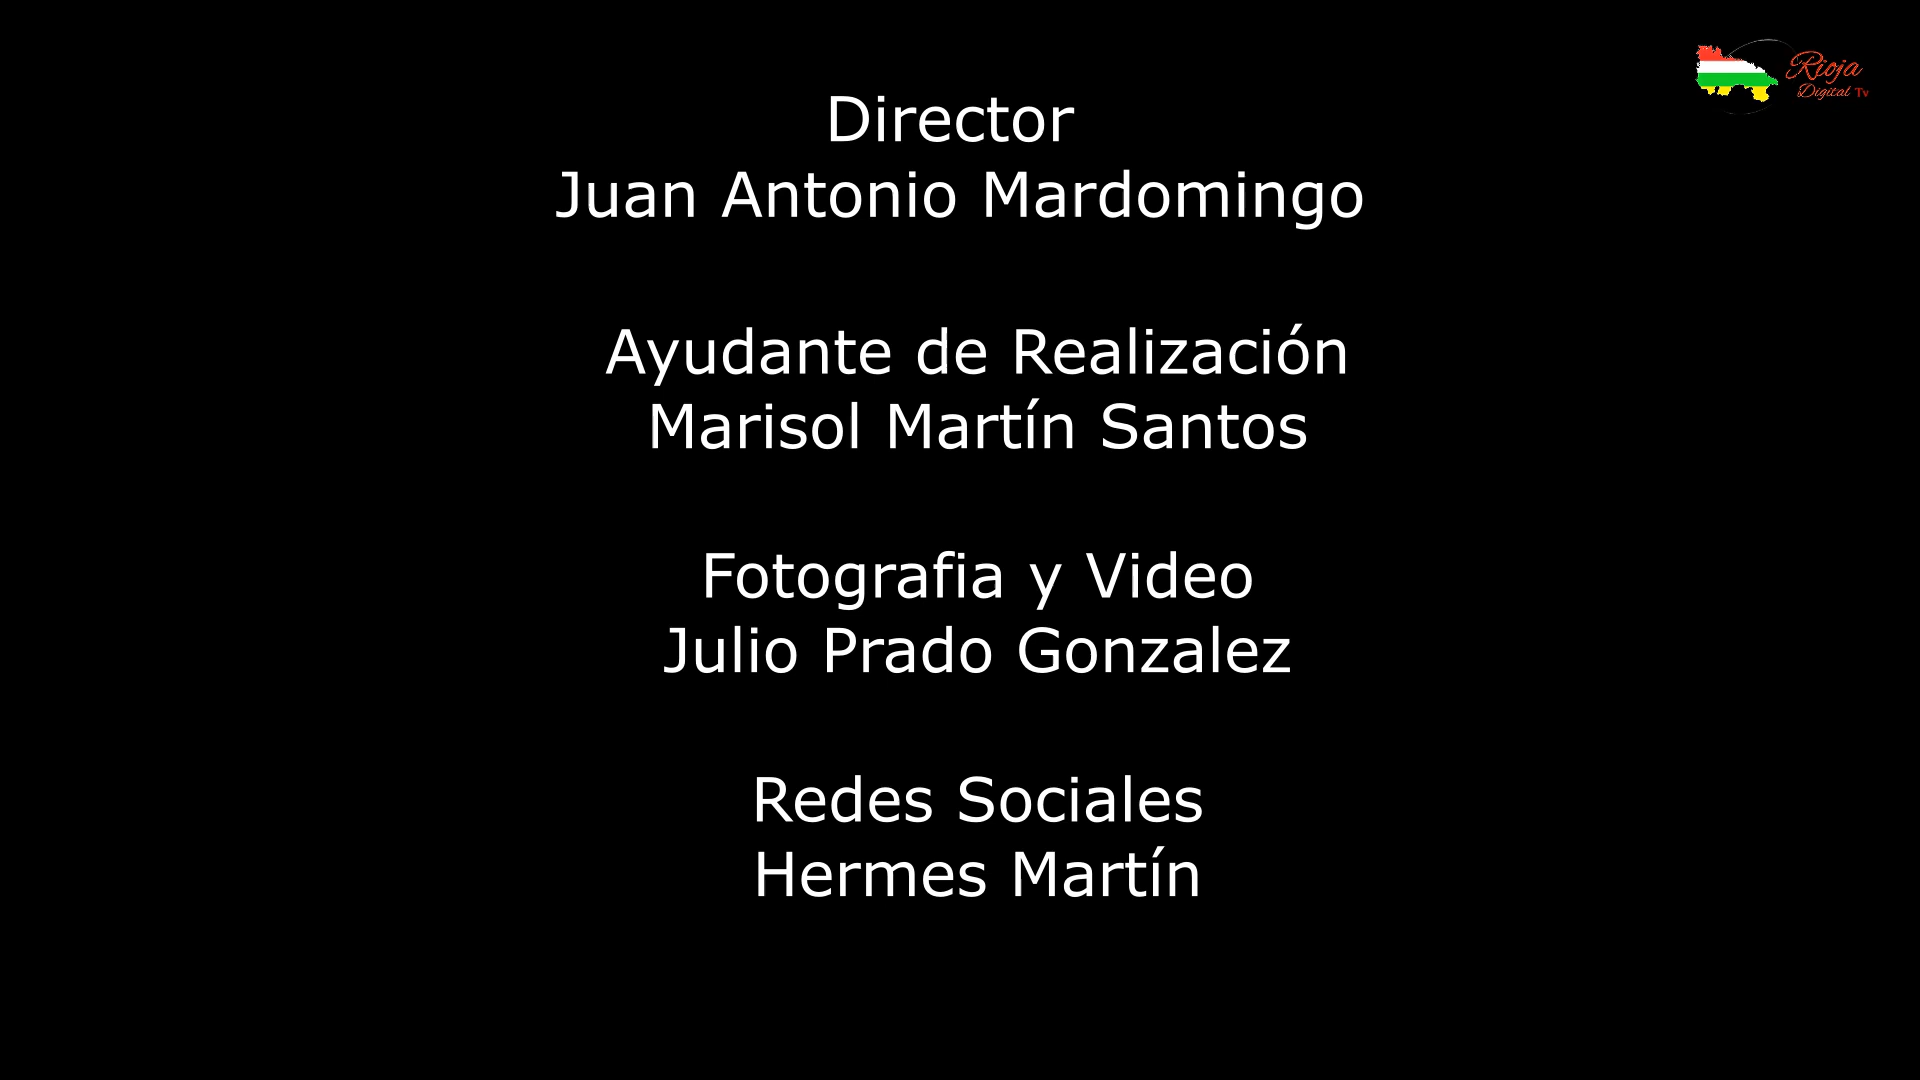 Rioja
Digital Tv
Director
Juan Antonio Mardomingo
Ayudante de Realización
Marisol Martín Santos
Fotografia y Video
Julio Prado Gonzalez
Redes Sociales
Hermes Martín